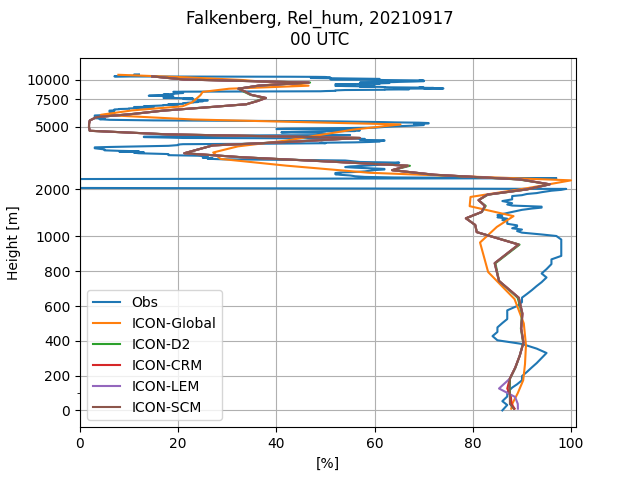 Falkenberg, Rel_hum, 20210917
00 UTC
Height [m]
10000
7500
5000
2000
1000
800
600
400
200
0
Obs
ICON-Global
ICON-D2
ICON-CRM
ICON-LEM
ICON-SCM
0 20 40 60 80 100
[%]